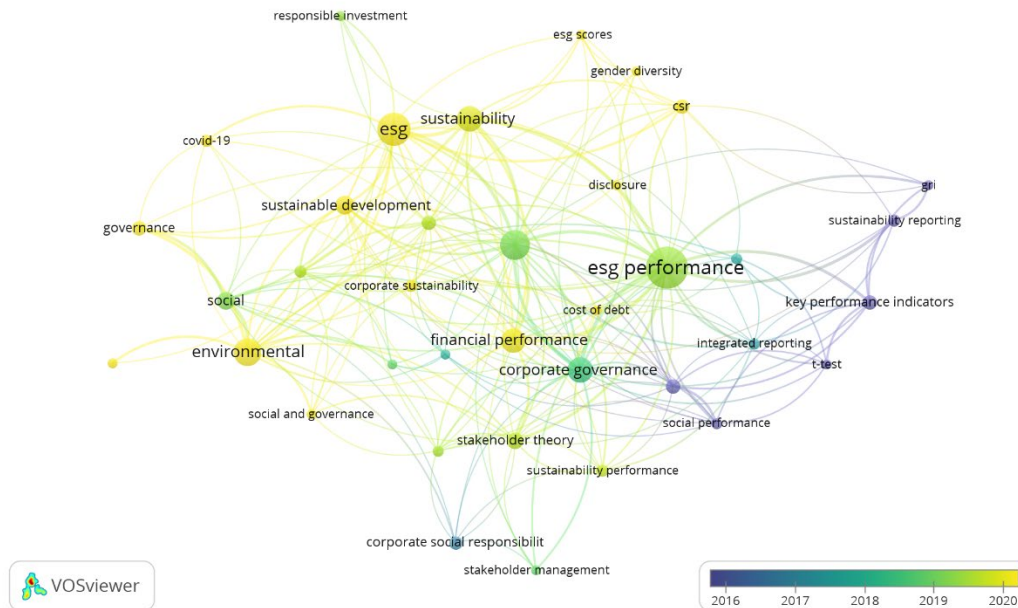 responsible investment
esg scores
gender diversity
csr
sustainability
esg
covid-19
disclosure
gri
sustainable development
sustainability reporting
governance
esg performance
corporate sustainability
social
key performance indicators
cost of debt
financial performance
integrated reporting
environmental
t-test
corporate governance
social and governance
social performance
stakeholder theory
sustainability performance
corporate social responsibilit
stakeholder management
VOSviewer
2016 2017 2018 2019 2020